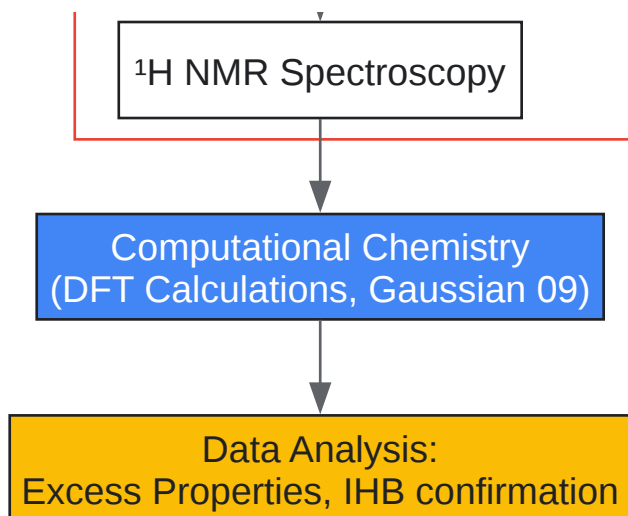 ¹H NMR Spectroscopy
Computational Chemistry
(DFT Calculations, Gaussian 09)
Data Analysis:
Excess Properties, IHB confirmation